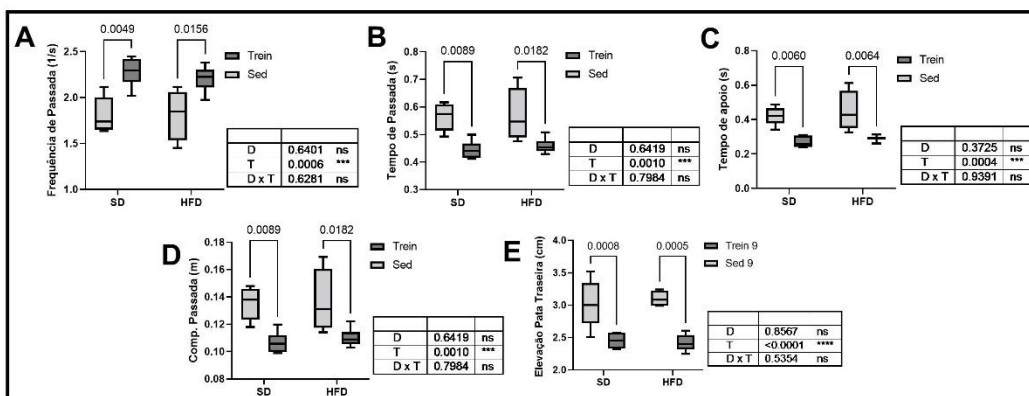 A
0.0049
0.0156
Trein
Sed
Frequência de Passada (1/s)
2.5
2.0
1.5
1.0
SD
HFD
D 0.6401 ns
T 0.0006 ***
D x T 0.6281 ns
B
0.0089
0.0182
Trein
Sed
Tempo de Passada (s)
0.8
0.7
0.6
0.5
0.4
0.3
SD
HFD
D 0.6419 ns
T 0.0010 ***
D x T 0.7984 ns
C
0.0060
0.0064
Trein
Sed
Tempo de apoio (s)
0.8
0.6
0.4
0.2
0.0
SD
HFD
D 0.3725 ns
T 0.0004 ***
D x T 0.9391 ns
D
0.0089
0.0182
Trein
Sed
Comp. Passada (m)
0.18
0.16
0.14
0.12
0.10
0.08
SD
HFD
D 0.6419 ns
T 0.0010 ***
D x T 0.7984 ns
E
0.0008
0.0005
Trein 9
Sed 9
Elevação Pata Traseira (cm)
4.0
3.5
3.0
2.5
2.0
SD
HFD
D 0.8567 ns
T <0.0001 ****
D x T 0.5354 ns